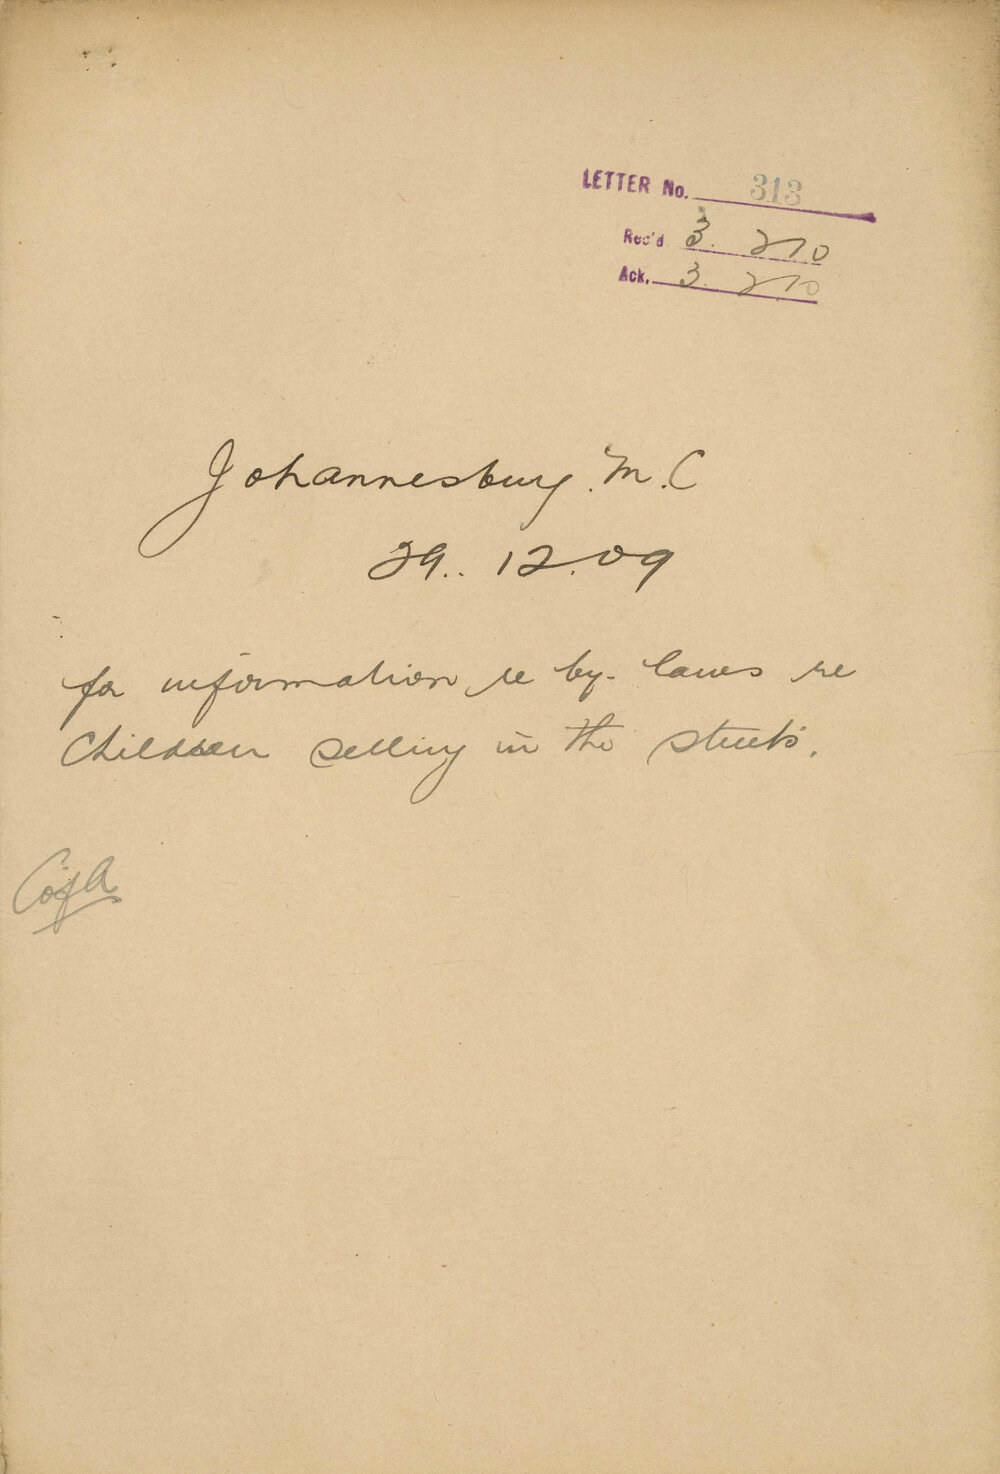 LETTER No. 313
Rec'd 3. 2 10
Ack. 3. 2 10
Johannesburg. M. C
29.. 12. 09
for information re by-laws re
Children selling in the streets.